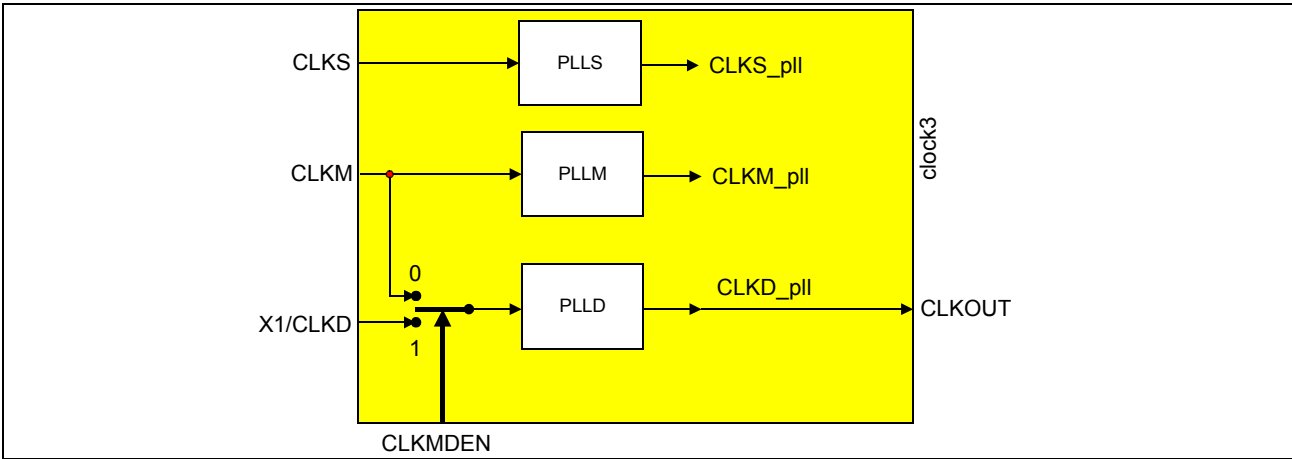 CLKS
PLLS
CLKS_pll
clock3
CLKM
PLLM
CLKM_pll
0
X1/CLKD
1
PLLD
CLKD_pll
CLKOUT
CLKMDEN